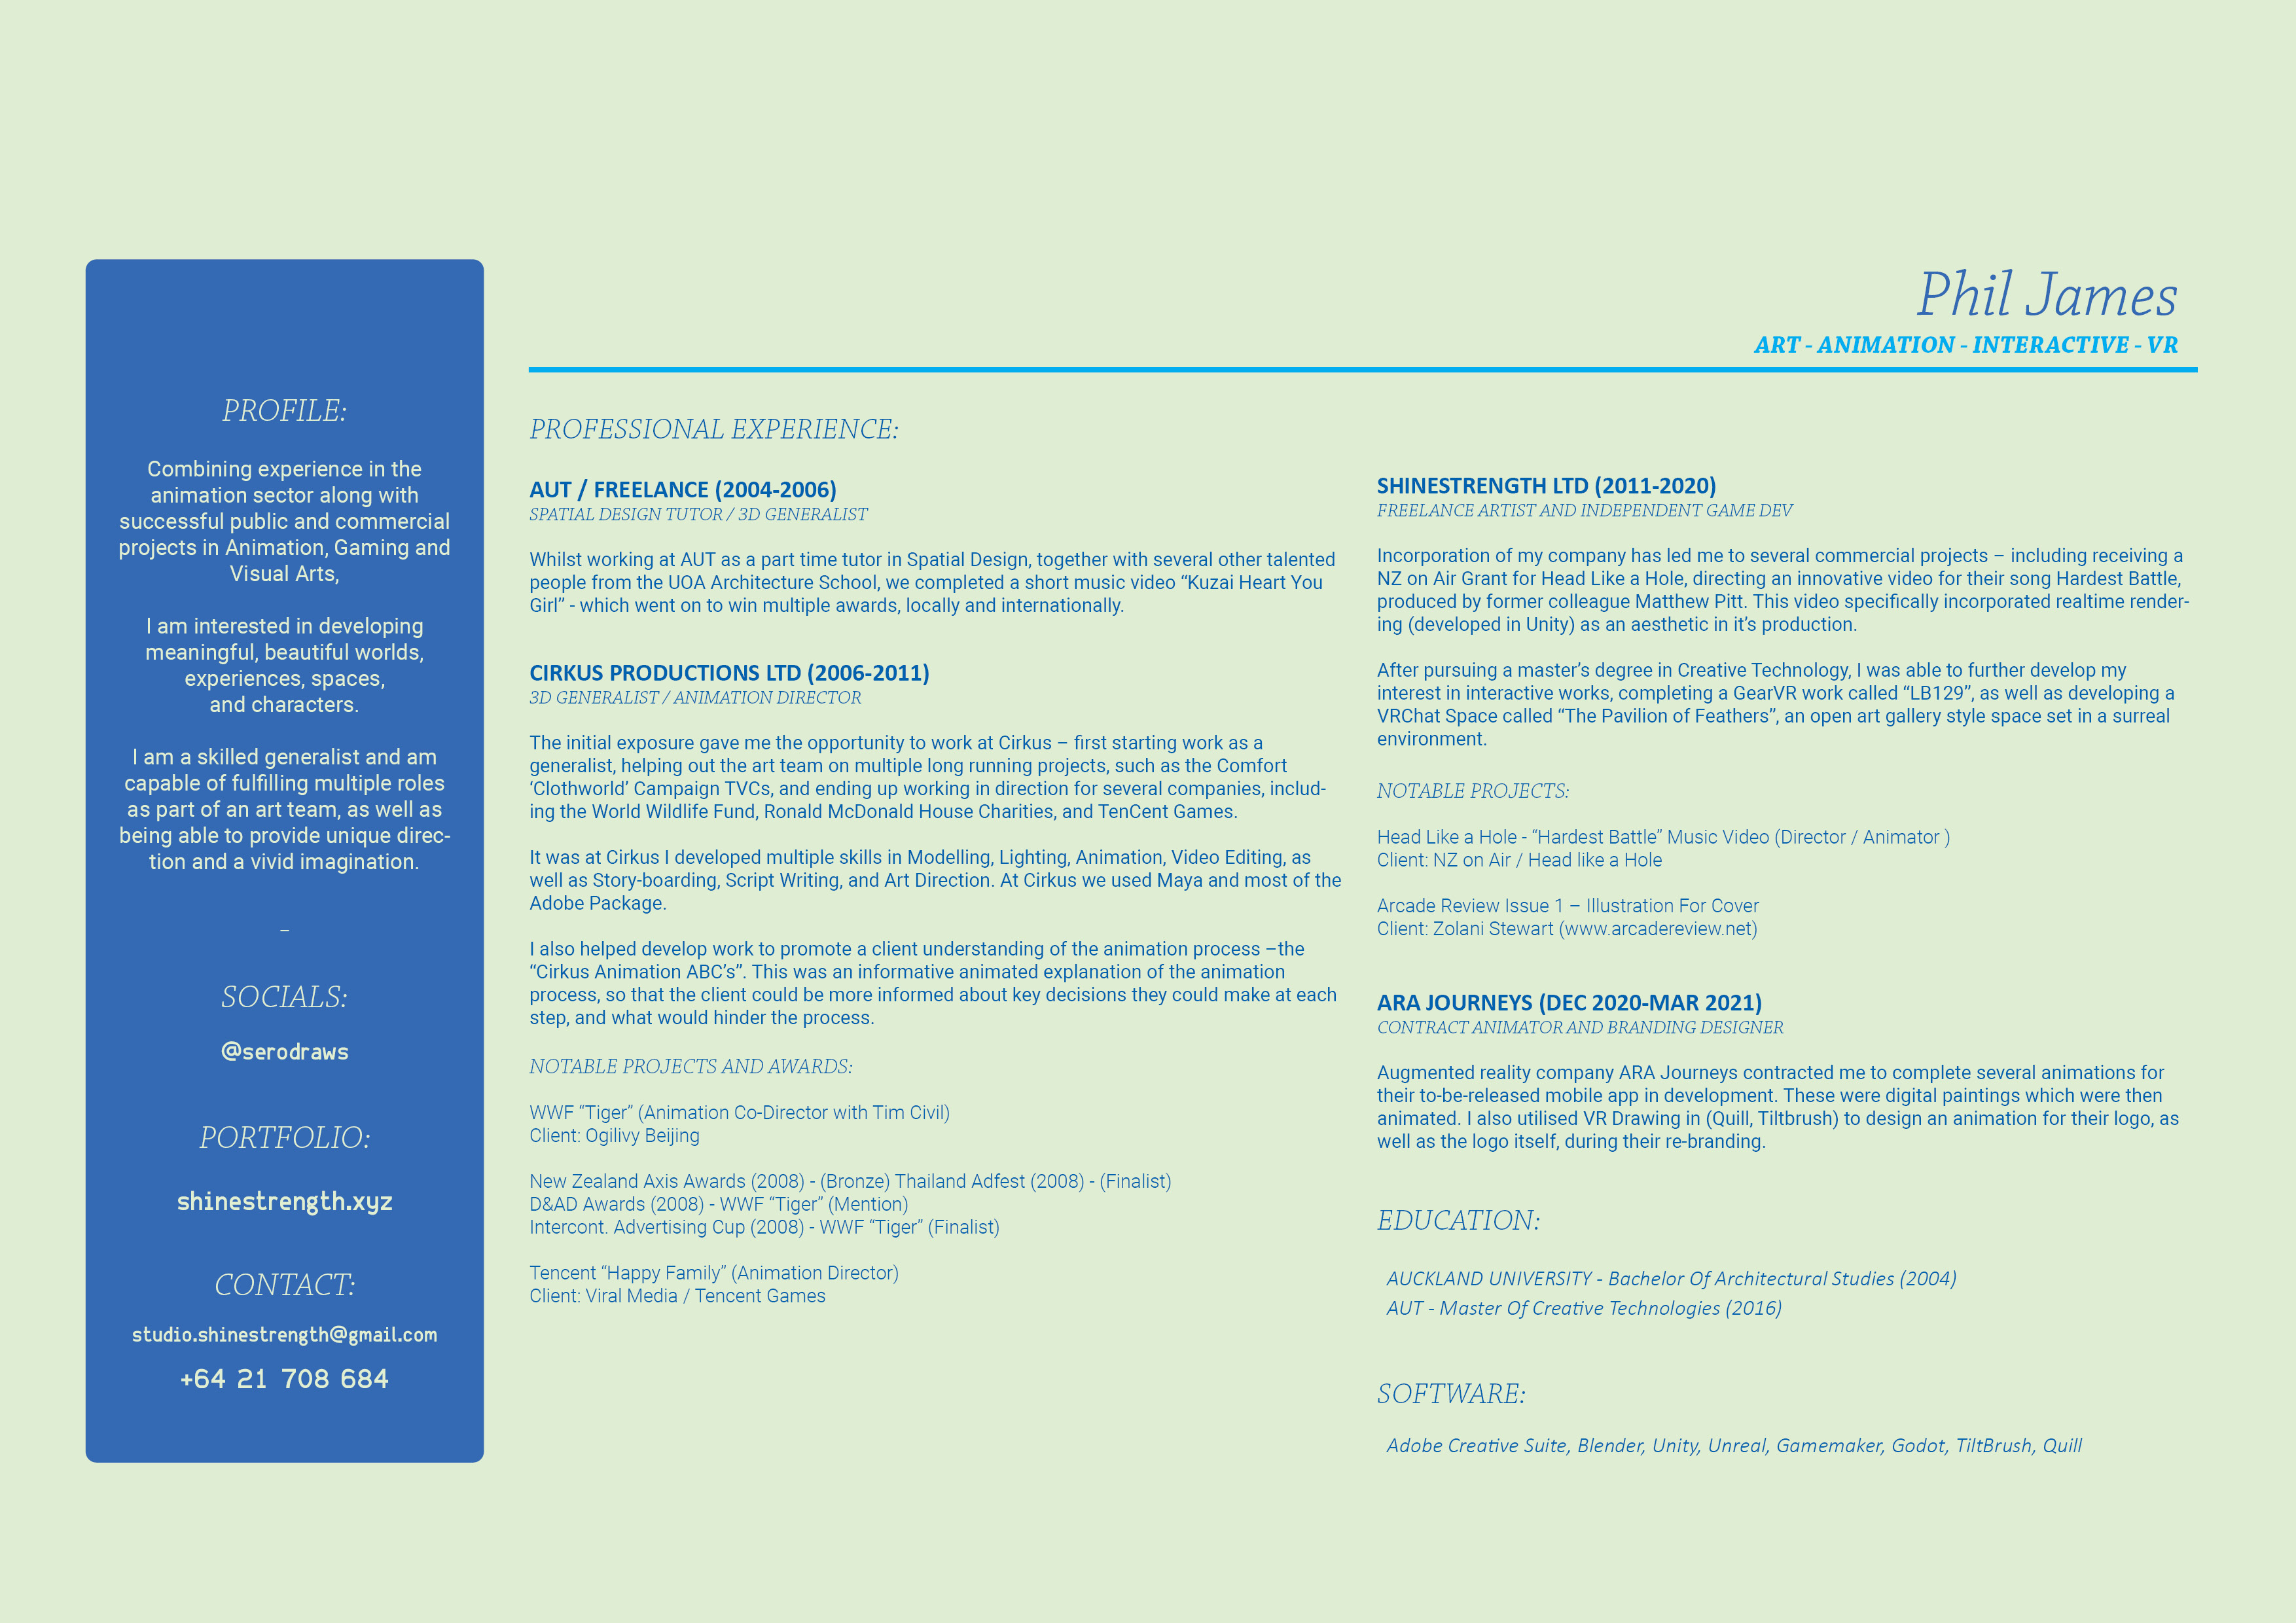 Phil James
ART - ANIMATION - INTERACTIVE - VR
PROFILE:
Combining experience in the
animation sector along with
successful public and commercial
projects in Animation, Gaming and
Visual Arts,
I am interested in developing
meaningful, beautiful worlds,
experiences, spaces,
and characters.
I am a skilled generalist and am
capable of fulfilling multiple roles
as part of an art team, as well as
being able to provide unique direc-
tion and a vivid imagination.
–
SOCIALS:
@serodraws
PORTFOLIO:
shinestrength.xyz
CONTACT:
studio.shinestrength@gmail.com
+64 21 708 684
PROFESSIONAL EXPERIENCE:
AUT / FREELANCE (2004-2006)
SPATIAL DESIGN TUTOR / 3D GENERALIST
Whilst working at AUT as a part time tutor in Spatial Design, together with several other talented
people from the UOA Architecture School, we completed a short music video “Kuzai Heart You
Girl” - which went on to win multiple awards, locally and internationally.
CIRKUS PRODUCTIONS LTD (2006-2011)
3D GENERALIST / ANIMATION DIRECTOR
The initial exposure gave me the opportunity to work at Cirkus – first starting work as a
generalist, helping out the art team on multiple long running projects, such as the Comfort
‘Clothworld’ Campaign TVCs, and ending up working in direction for several companies, includ-
ing the World Wildlife Fund, Ronald McDonald House Charities, and TenCent Games.
It was at Cirkus I developed multiple skills in Modelling, Lighting, Animation, Video Editing, as
well as Story-boarding, Script Writing, and Art Direction. At Cirkus we used Maya and most of the
Adobe Package.
I also helped develop work to promote a client understanding of the animation process –the
“Cirkus Animation ABC’s”. This was an informative animated explanation of the animation
process, so that the client could be more informed about key decisions they could make at each
step, and what would hinder the process.
NOTABLE PROJECTS AND AWARDS:
WWF “Tiger” (Animation Co-Director with Tim Civil)
Client: Ogilivy Beijing
New Zealand Axis Awards (2008) - (Bronze) Thailand Adfest (2008) - (Finalist)
D&AD Awards (2008) - WWF “Tiger” (Mention)
Intercont. Advertising Cup (2008) - WWF “Tiger” (Finalist)
Tencent “Happy Family” (Animation Director)
Client: Viral Media / Tencent Games
SHINESTRENGTH LTD (2011-2020)
FREELANCE ARTIST AND INDEPENDENT GAME DEV
Incorporation of my company has led me to several commercial projects – including receiving a
NZ on Air Grant for Head Like a Hole, directing an innovative video for their song Hardest Battle,
produced by former colleague Matthew Pitt. This video specifically incorporated realtime render-
ing (developed in Unity) as an aesthetic in it’s production.
After pursuing a master’s degree in Creative Technology, I was able to further develop my
interest in interactive works, completing a GearVR work called “LB129”, as well as developing a
VRChat Space called “The Pavilion of Feathers”, an open art gallery style space set in a surreal
environment.
NOTABLE PROJECTS:
Head Like a Hole - “Hardest Battle” Music Video (Director / Animator )
Client: NZ on Air / Head like a Hole
Arcade Review Issue 1 – Illustration For Cover
Client: Zolani Stewart (www.arcadereview.net)
ARA JOURNEYS (DEC 2020-MAR 2021)
CONTRACT ANIMATOR AND BRANDING DESIGNER
Augmented reality company ARA Journeys contracted me to complete several animations for
their to-be-released mobile app in development. These were digital paintings which were then
animated. I also utilised VR Drawing in (Quill, Tiltbrush) to design an animation for their logo, as
well as the logo itself, during their re-branding.
EDUCATION:
AUCKLAND UNIVERSITY - Bachelor Of Architectural Studies (2004)
AUT - Master Of Creative Technologies (2016)
SOFTWARE:
Adobe Creative Suite, Blender, Unity, Unreal, Gamemaker, Godot, TiltBrush, Quill